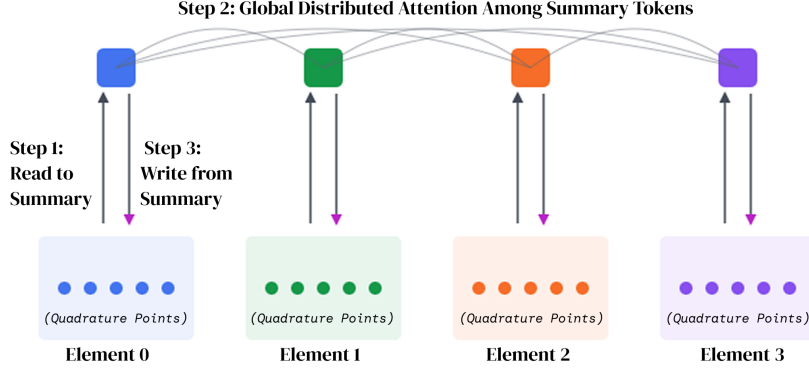 Step 2: Global Distributed Attention Among Summary Tokens
Step 1:
Read to
Summary
Step 3:
Write from
Summary
(Quadrature Points)
(Quadrature Points)
(Quadrature Points)
(Quadrature Points)
Element 0
Element 1
Element 2
Element 3